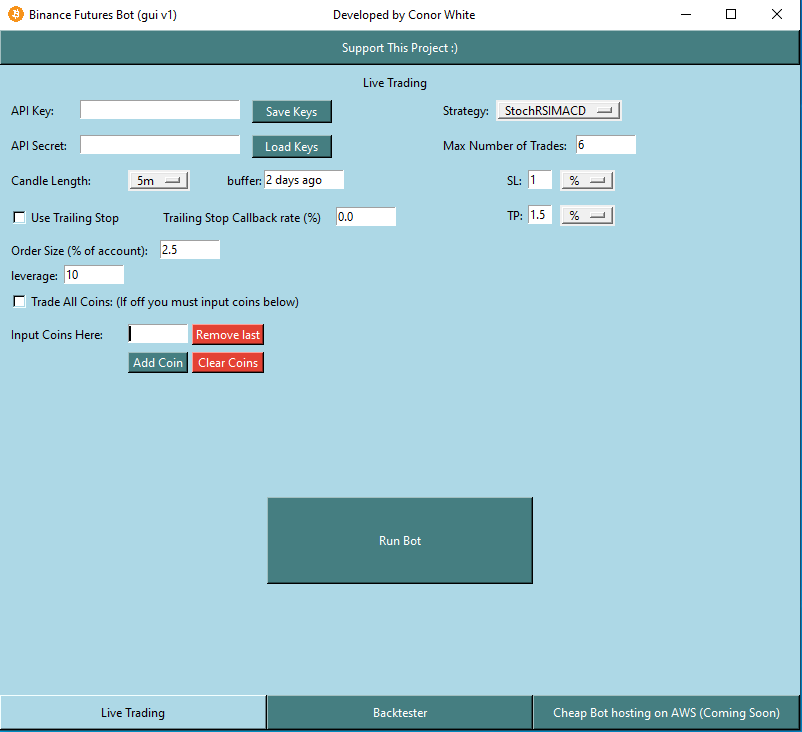 Binance Futures Bot (gui v1) Developed by Conor White
Support This Project :)
Live Trading
API Key: Save Keys Strategy: StochRSIMACD
API Secret: Load Keys Max Number of Trades: 6
Candle Length: 5m buffer: 2 days ago SL: 1 %
Use Trailing Stop Trailing Stop Callback rate (%) 0.0 TP: 1.5 %
Order Size (% of account): 2.5
leverage: 10
Trade All Coins: (If off you must input coins below)
Input Coins Here: Remove last
Add Coin Clear Coins
Run Bot
Live Trading Backtester Cheap Bot hosting on AWS (Coming Soon)